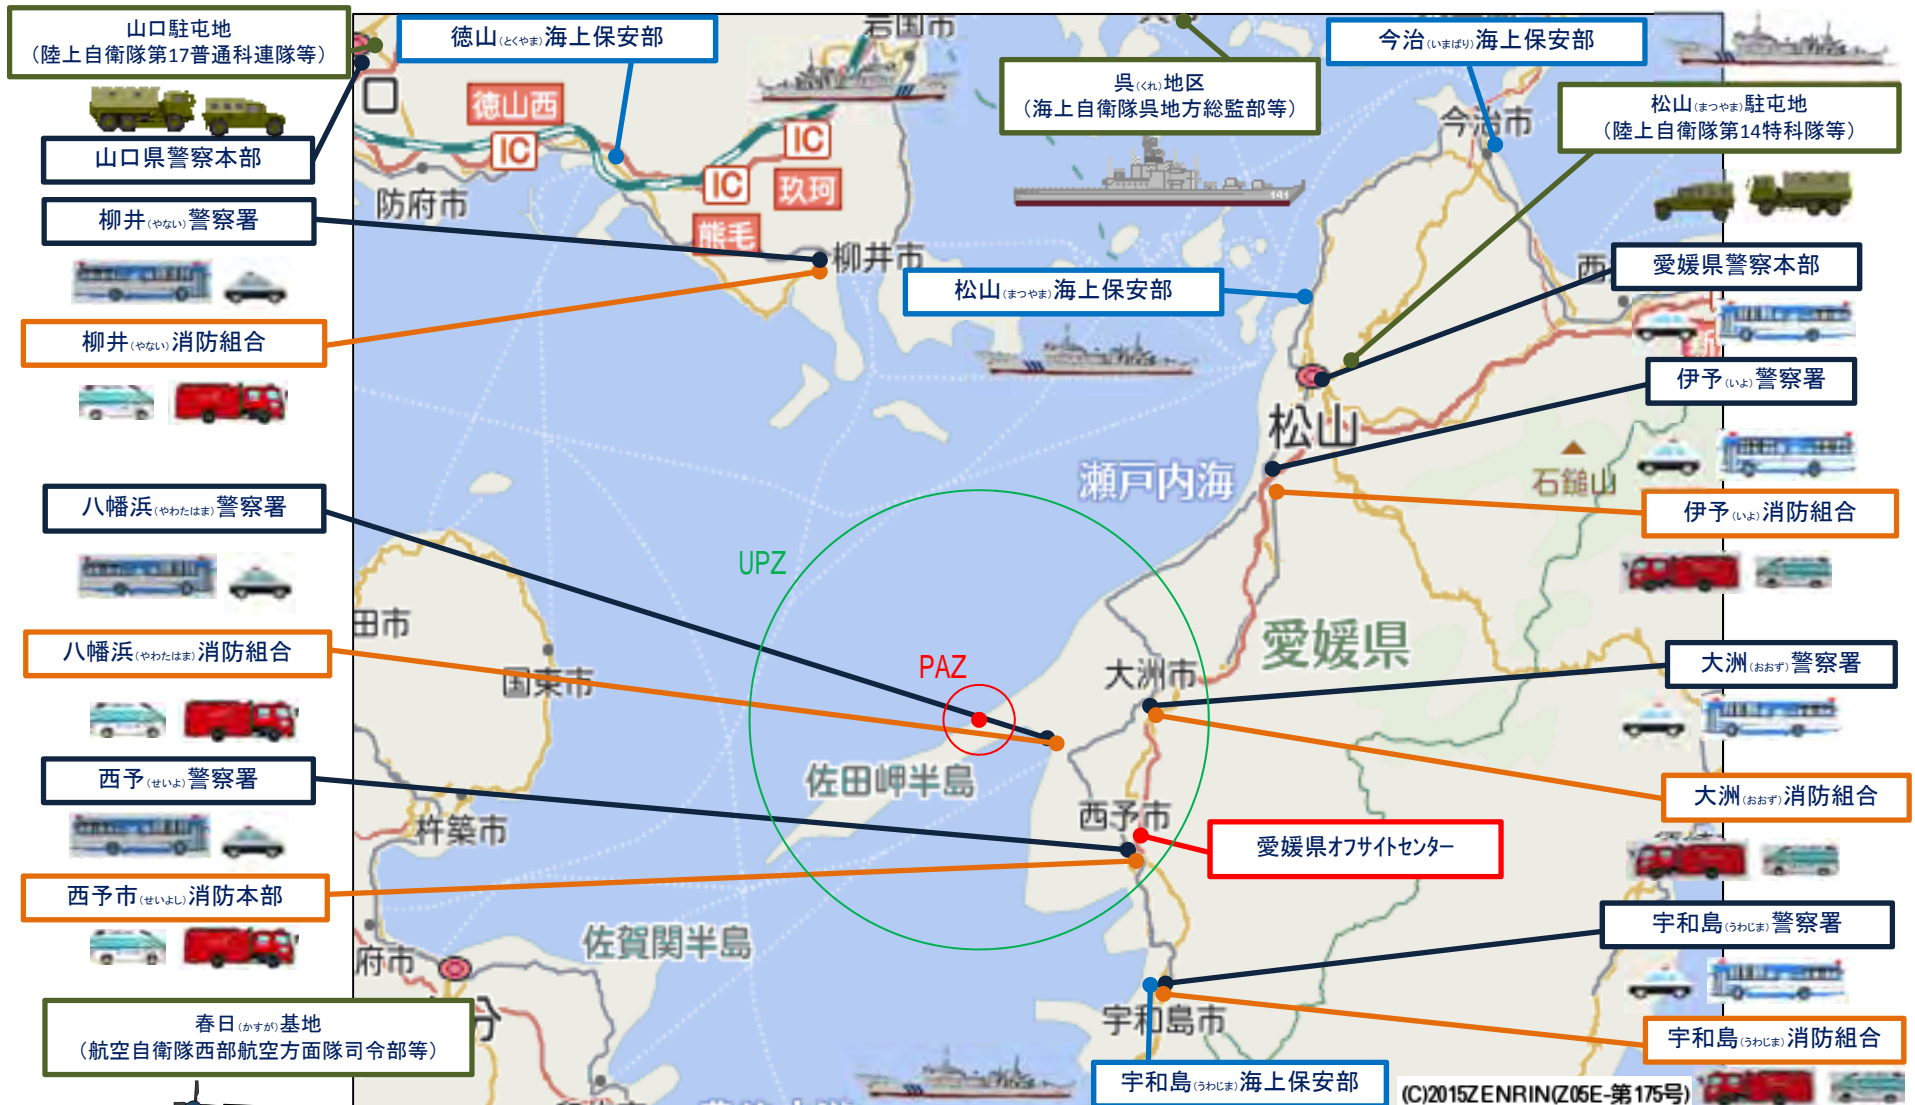 山口駐屯地
(陸上自衛隊第17普通科連隊等)
徳山(とくやま)海上保安部
呉(くれ)地区
(海上自衛隊呉地方総監部等)
今治(いまばり)海上保安部
松山(まつやま)駐屯地
(陸上自衛隊第14特科隊等)
山口県警察本部
柳井(やない)警察署
柳井(やない)消防組合
松山(まつやま)海上保安部
愛媛県警察本部
伊予(いよ)警察署
伊予(いよ)消防組合
八幡浜(やわたはま)警察署
八幡浜(やわたはま)消防組合
大洲(おおず)警察署
大洲(おおず)消防組合
西予(せいよ)警察署
西予市(せいよし)消防本部
愛媛県オフサイトセンター
宇和島(うわじま)警察署
宇和島(うわじま)消防組合
宇和島(うわじま)海上保安部
春日(かすが)基地
(航空自衛隊西部航空方面隊司令部等)
岩国市
口
徳山西
IC
IC
IC
玖珂
熊毛
防府市
柳井市
今治市
西
141
松山
瀬戸内海
石鎚山
UPZ
PAZ
愛媛県
田市
国東市
大洲市
佐田岬半島
西予市
杵築市
佐賀関半島
府市
分
宇和島市
(C)2015ZENRIN(Z05E-第175号)